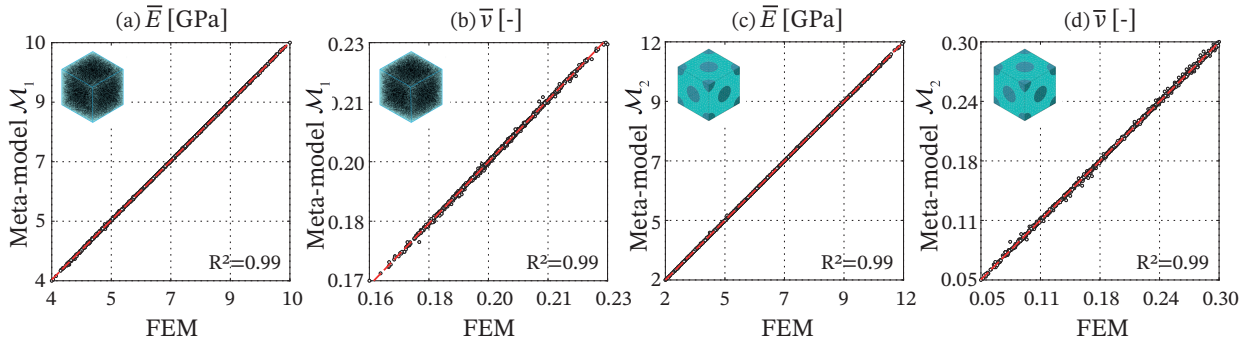 (a) E̅ [GPa]
10
9
7
5
4
4
5
7
9
10
Meta-model ℳ₁
FEM
R²=0.99
(b) ν̅ [-]
0.23
0.21
0.20
0.18
0.17
0.16
0.18
0.20
0.21
0.23
Meta-model ℳ₁
FEM
R²=0.99
(c) E̅ [GPa]
12
9
7
5
2
2
5
7
9
12
Meta-model ℳ₂
FEM
R²=0.99
(d) ν̅ [-]
0.30
0.24
0.18
0.11
0.05
0.05
0.11
0.18
0.24
0.30
Meta-model ℳ₂
FEM
R²=0.99